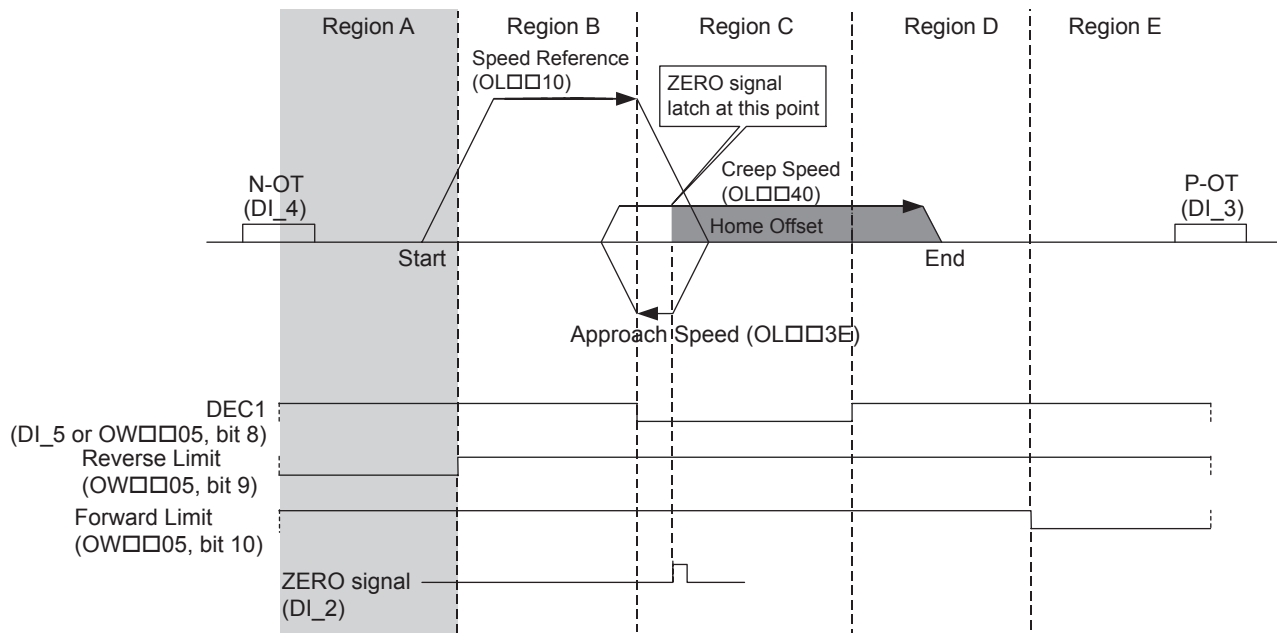 Region A
Region B
Region C
Region D
Region E
Speed Reference
(OL□□10)
ZERO signal
latch at this point
N-OT
(DI_4)
Creep Speed
(OL□□40)
P-OT
(DI_3)
Home Offset
Start
End
Approach Speed (OL□□3E)
DEC1
(DI_5 or OW□□05, bit 8)
Reverse Limit
(OW□□05, bit 9)
Forward Limit
(OW□□05, bit 10)
ZERO signal
(DI_2)